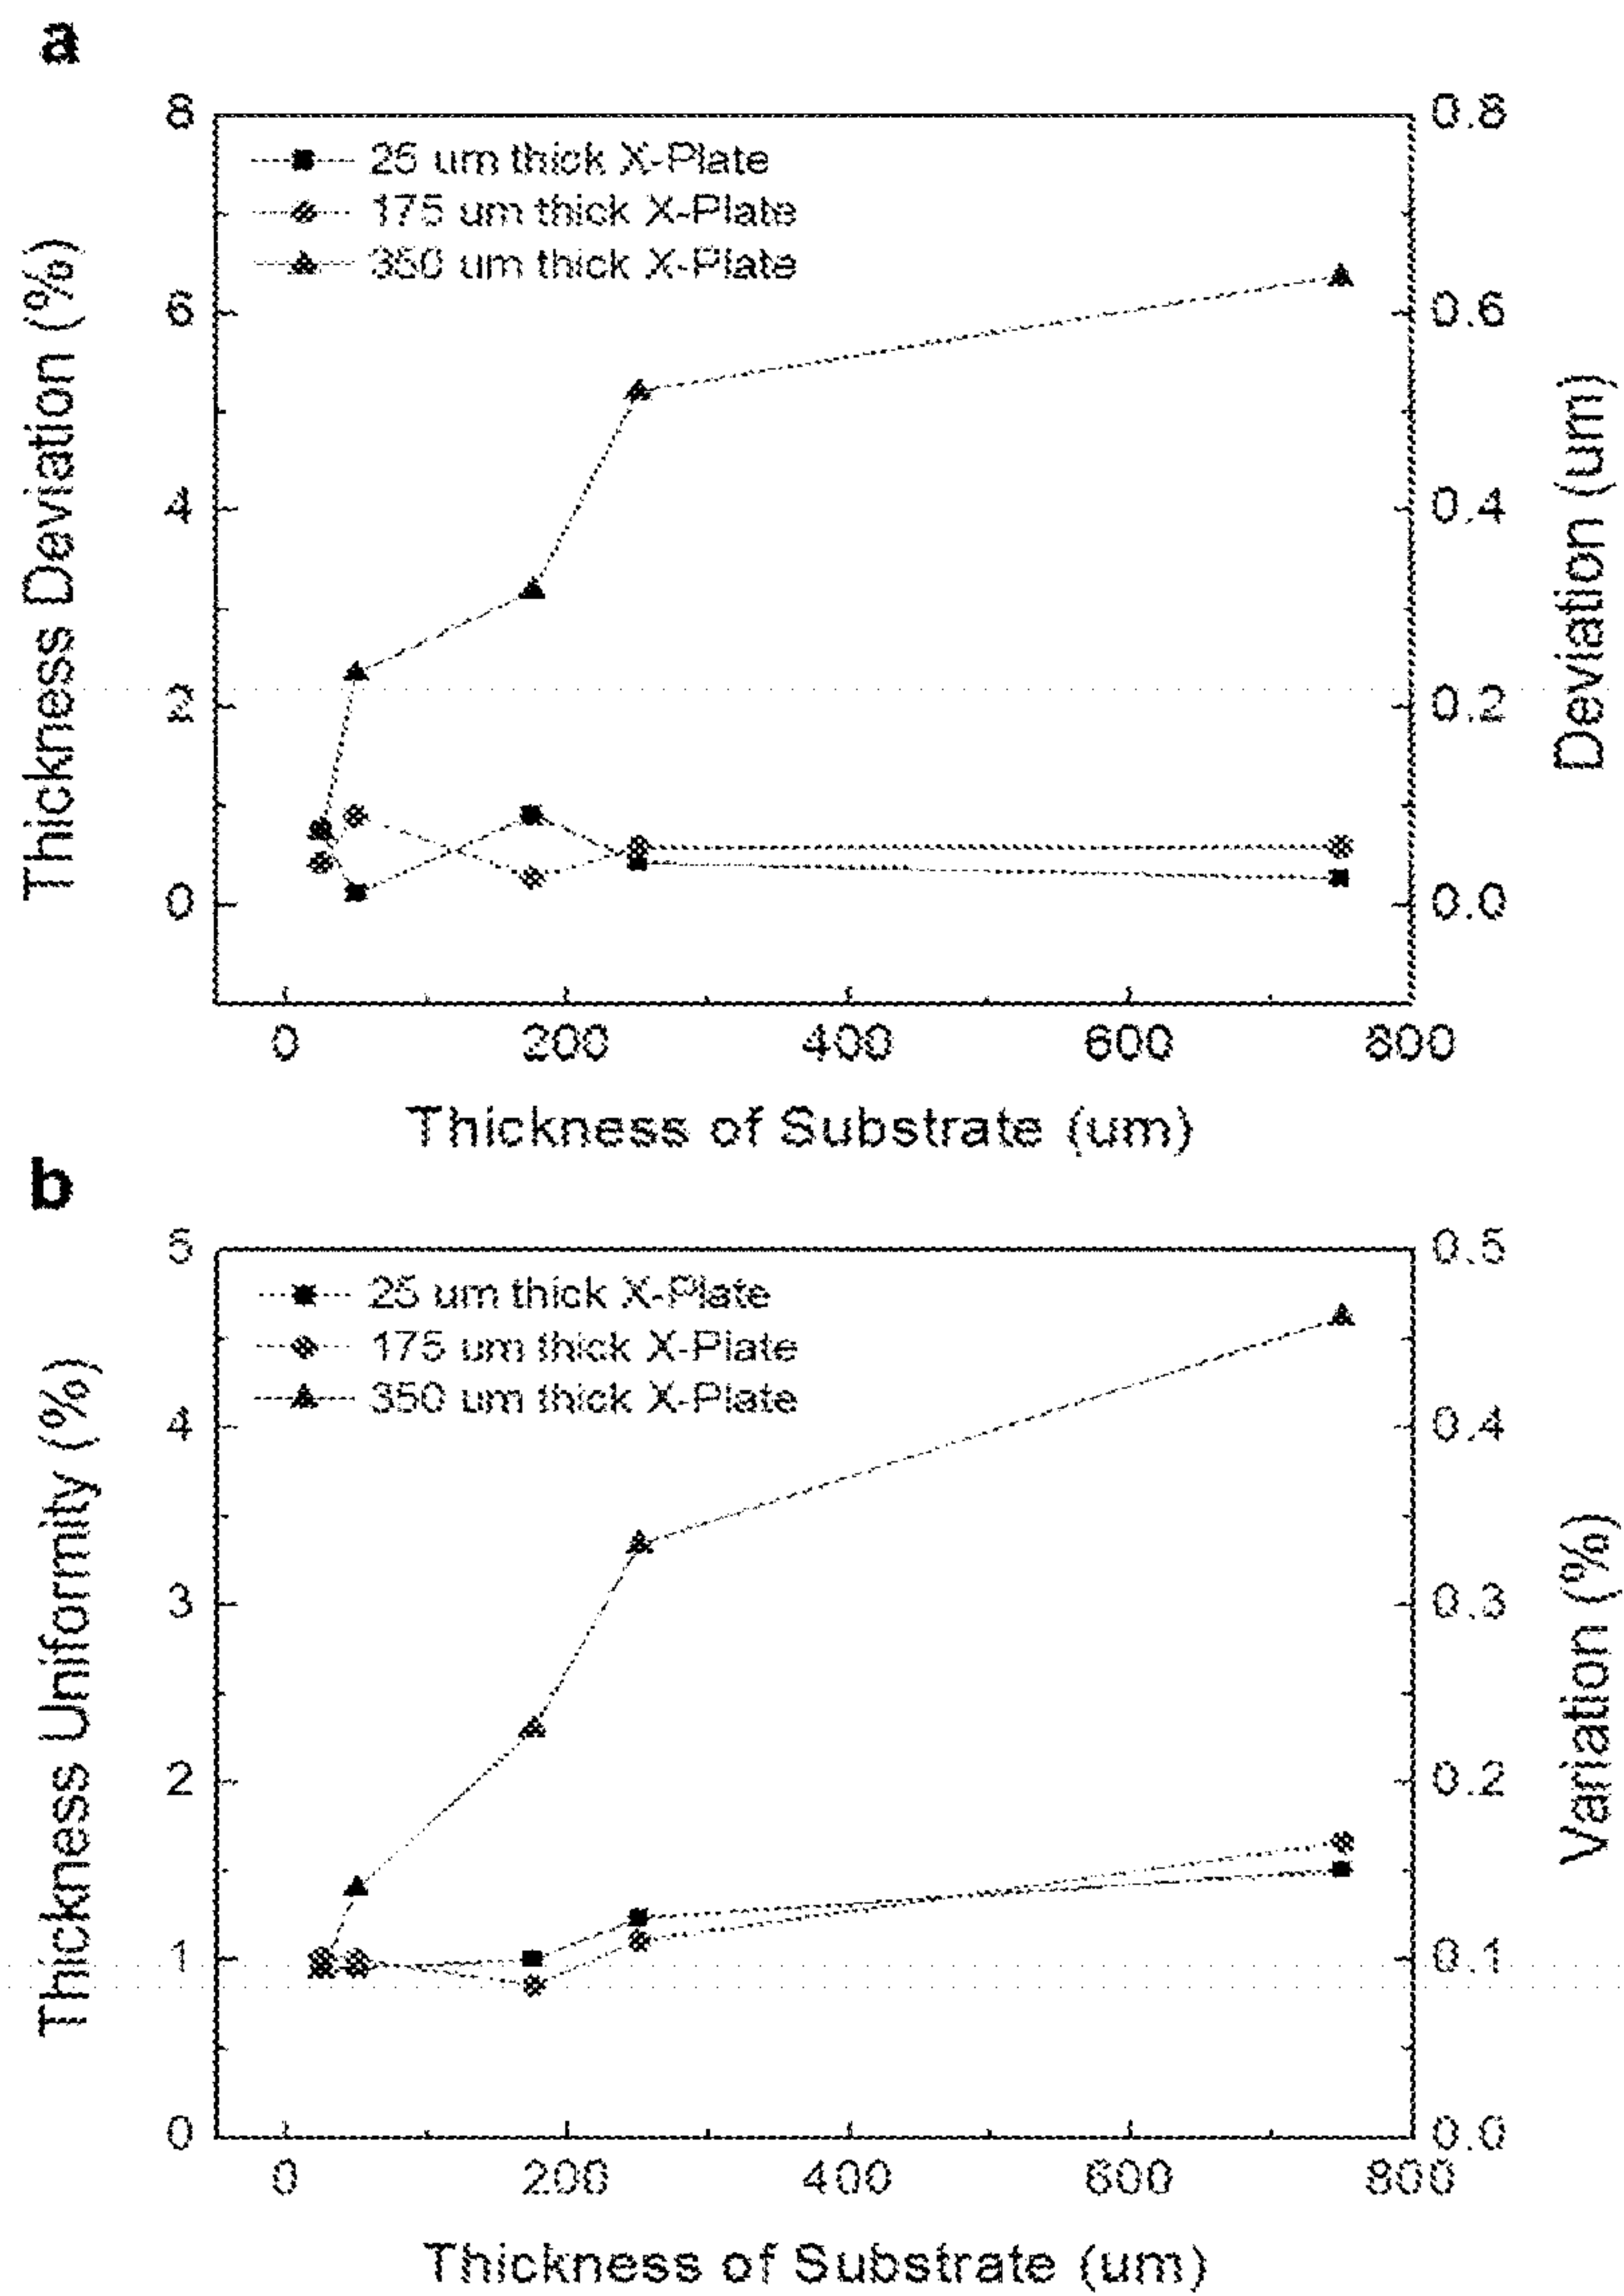 a
8
6
4
2
0
Thickness Deviation (%)
25 um thick X-Plate
175 um thick X-Plate
350 um thick X-Plate
0.8
0.6
0.4
0.2
0.0
Deviation (um)
0 200 400 600 800
Thickness of Substrate (um)
b
5
4
3
2
1
0
Thickness Uniformity (%)
25 um thick X-Plate
175 um thick X-Plate
350 um thick X-Plate
0.5
0.4
0.3
0.2
0.1
0.0
Variation (%)
0 200 400 600 800
Thickness of Substrate (um)